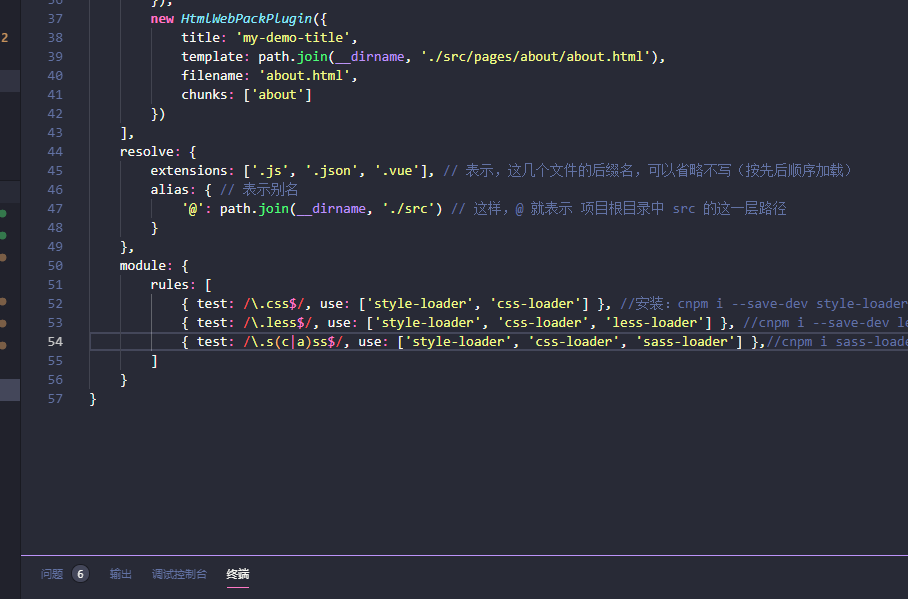 });
2
37 new HtmlWebPackPlugin({
38 title: 'my-demo-title',
39 template: path.join(__dirname, './src/pages/about/about.html'),
40 filename: 'about.html',
41 chunks: ['about']
42 })
43 ],
44 resolve: {
45 extensions: ['.js', '.json', '.vue'], // 表示，这几个文件的后缀名，可以省略不写（按先后顺序加载）
46 alias: { // 表示别名
47 '@': path.join(__dirname, './src') // 这样，@ 就表示 项目根目录中 src 的这一层路径
48 }
49 },
50 module: {
51 rules: [
52 { test: /\.css$/, use: ['style-loader', 'css-loader'] }, //安装：cnpm i --save-dev style-loader
53 { test: /\.less$/, use: ['style-loader', 'css-loader', 'less-loader'] }, //cnpm i --save-dev le
54 { test: /\.s(c|a)ss$/, use: ['style-loader', 'css-loader', 'sass-loader'] },//cnpm i sass-loade
55 ]
56 }
57 }
问题 6 输出 调试控制台 终端